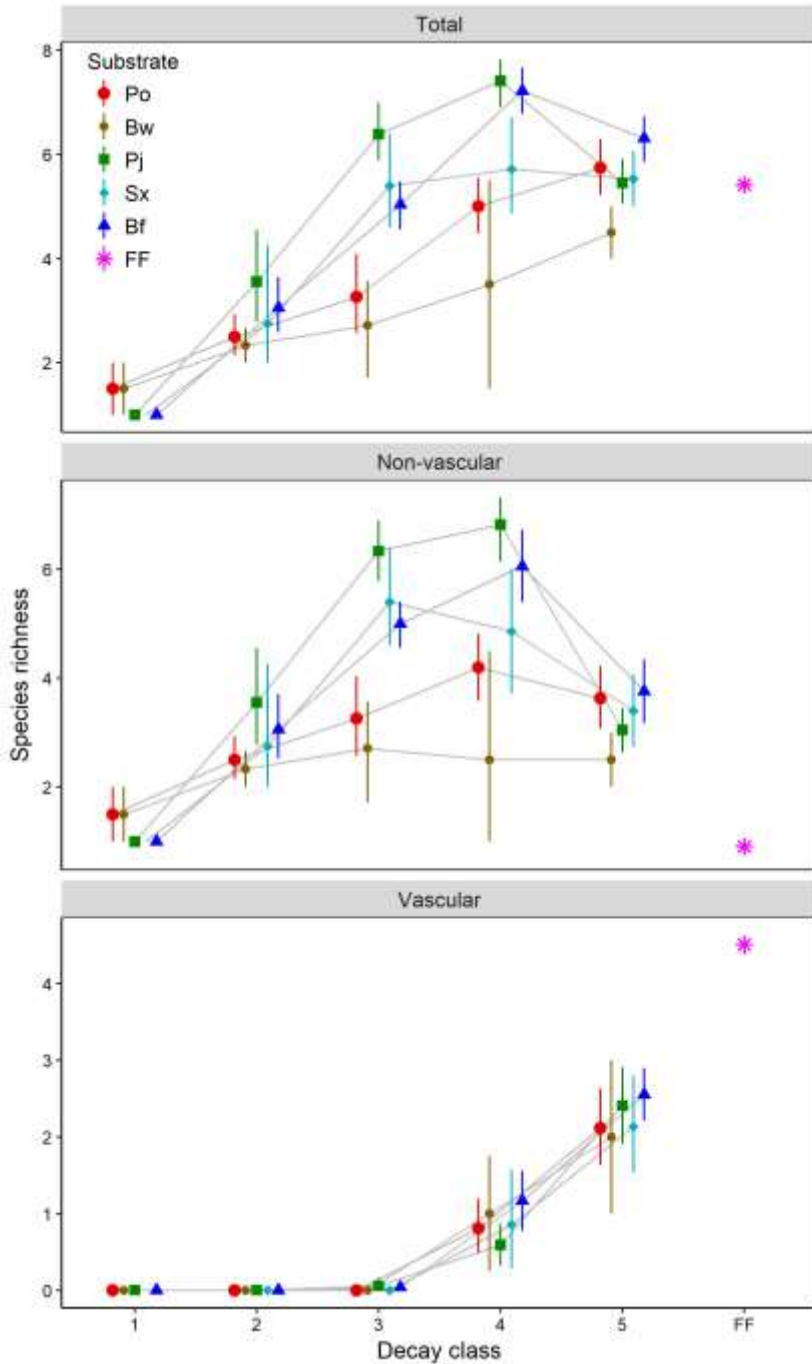 Total
8
6
4
2
Substrate
Po
Bw
Pj
Sx
Bf
FF
Non-vascular
6
4
2
Species richness
Vascular
4
3
2
1
0
1 2 3 4 5 FF
Decay class